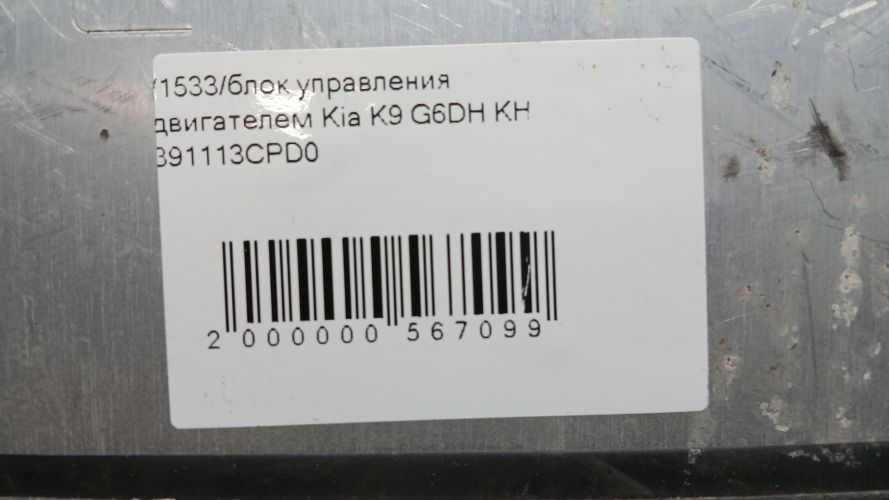 /1533/блок управления
двигателем Kia K9 G6DH KH
391113CPD0
2 000000 567099